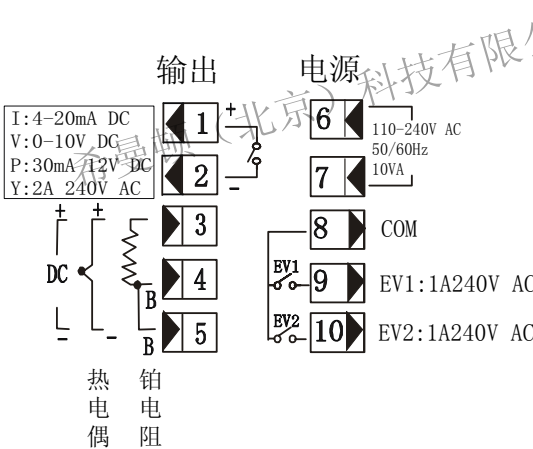 输出
电源
I:4-20mA DC
V:0-10V DC
P:30mA 12V DC
Y:2A 240V AC
1
+
2
-
6
7
110-240V AC
50/60Hz
10VA
3
4
5
8
COM
EV1
9
EV1:1A240V AC
EV2
10
EV2:1A240V AC
+
+
DC
B
B
-
-
热电偶
铂电阻
希曼顿（北京）科技有限公